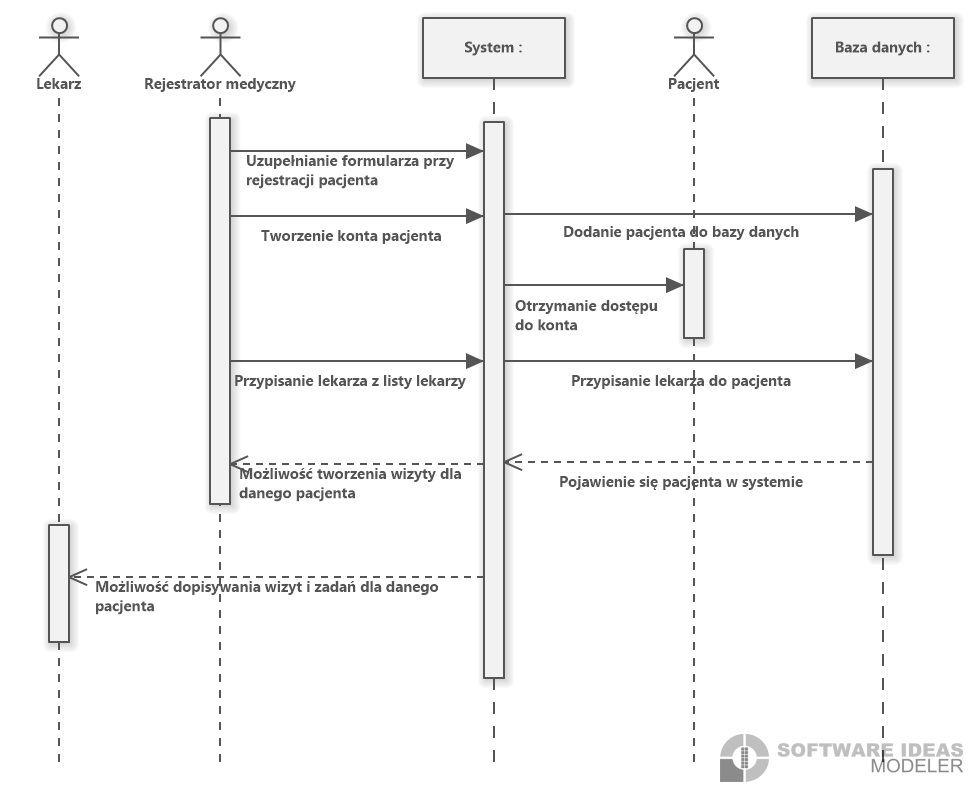 System :
Baza danych :
Lekarz
Rejestrator medyczny
Pacjent
Uzupełnianie formularza przy
rejestracji pacjenta
Tworzenie konta pacjenta
Dodanie pacjenta do bazy danych
Otrzymanie dostępu
do konta
Przypisanie lekarza z listy lekarzy
Przypisanie lekarza do pacjenta
Możliwość tworzenia wizyty dla
danego pacjenta
Pojawienie się pacjenta w systemie
Możliwość dopisywania wizyt i zadań dla danego
pacjenta
SOFTWARE IDEAS
MODELER